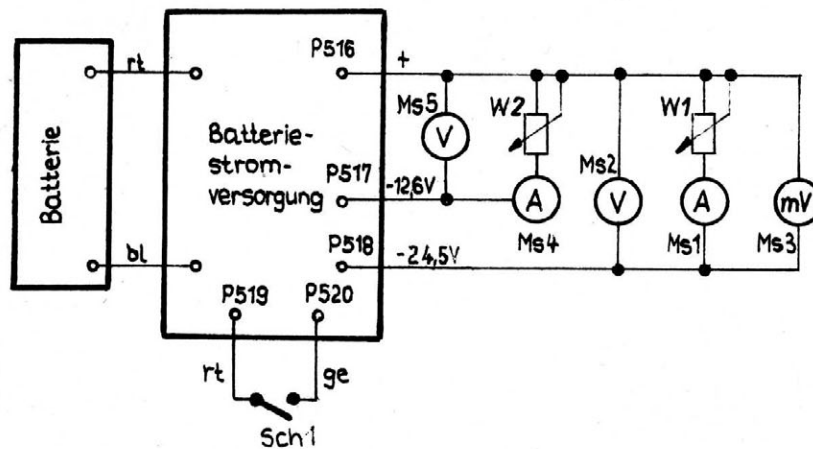 Batterie
rt
bl
Batterie-
strom-
versorgung
P516
P517
P518
P519
P520
+
-12,6V
-24,5V
rt
ge
Sch1
Ms5
V
W2
A
Ms4
Ms2
V
W1
A
Ms1
mV
Ms3